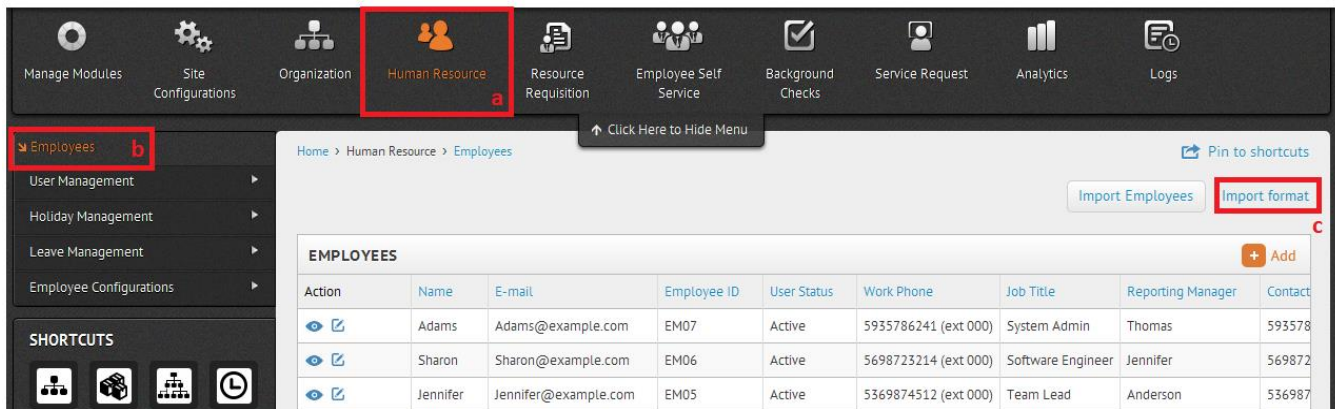 Manage Modules Site Configurations Organization Human Resource Resource Requisition Employee Self Service Background Checks Service Request Analytics Logs
a
Click Here to Hide Menu
Employees b
User Management
Holiday Management
Leave Management
Employee Configurations
SHORTCUTS
Home > Human Resource > Employees
Pin to shortcuts
Import Employees Import format
c
EMPLOYEES + Add
Action Name E-mail Employee ID User Status Work Phone Job Title Reporting Manager Contact
Adams Adams@example.com EM07 Active 5935786241 (ext 000) System Admin Thomas 593578
Sharon Sharon@example.com EM06 Active 5698723214 (ext 000) Software Engineer Jennifer 569872
Jennifer Jennifer@example.com EM05 Active 5369874512 (ext 000) Team Lead Anderson 536987